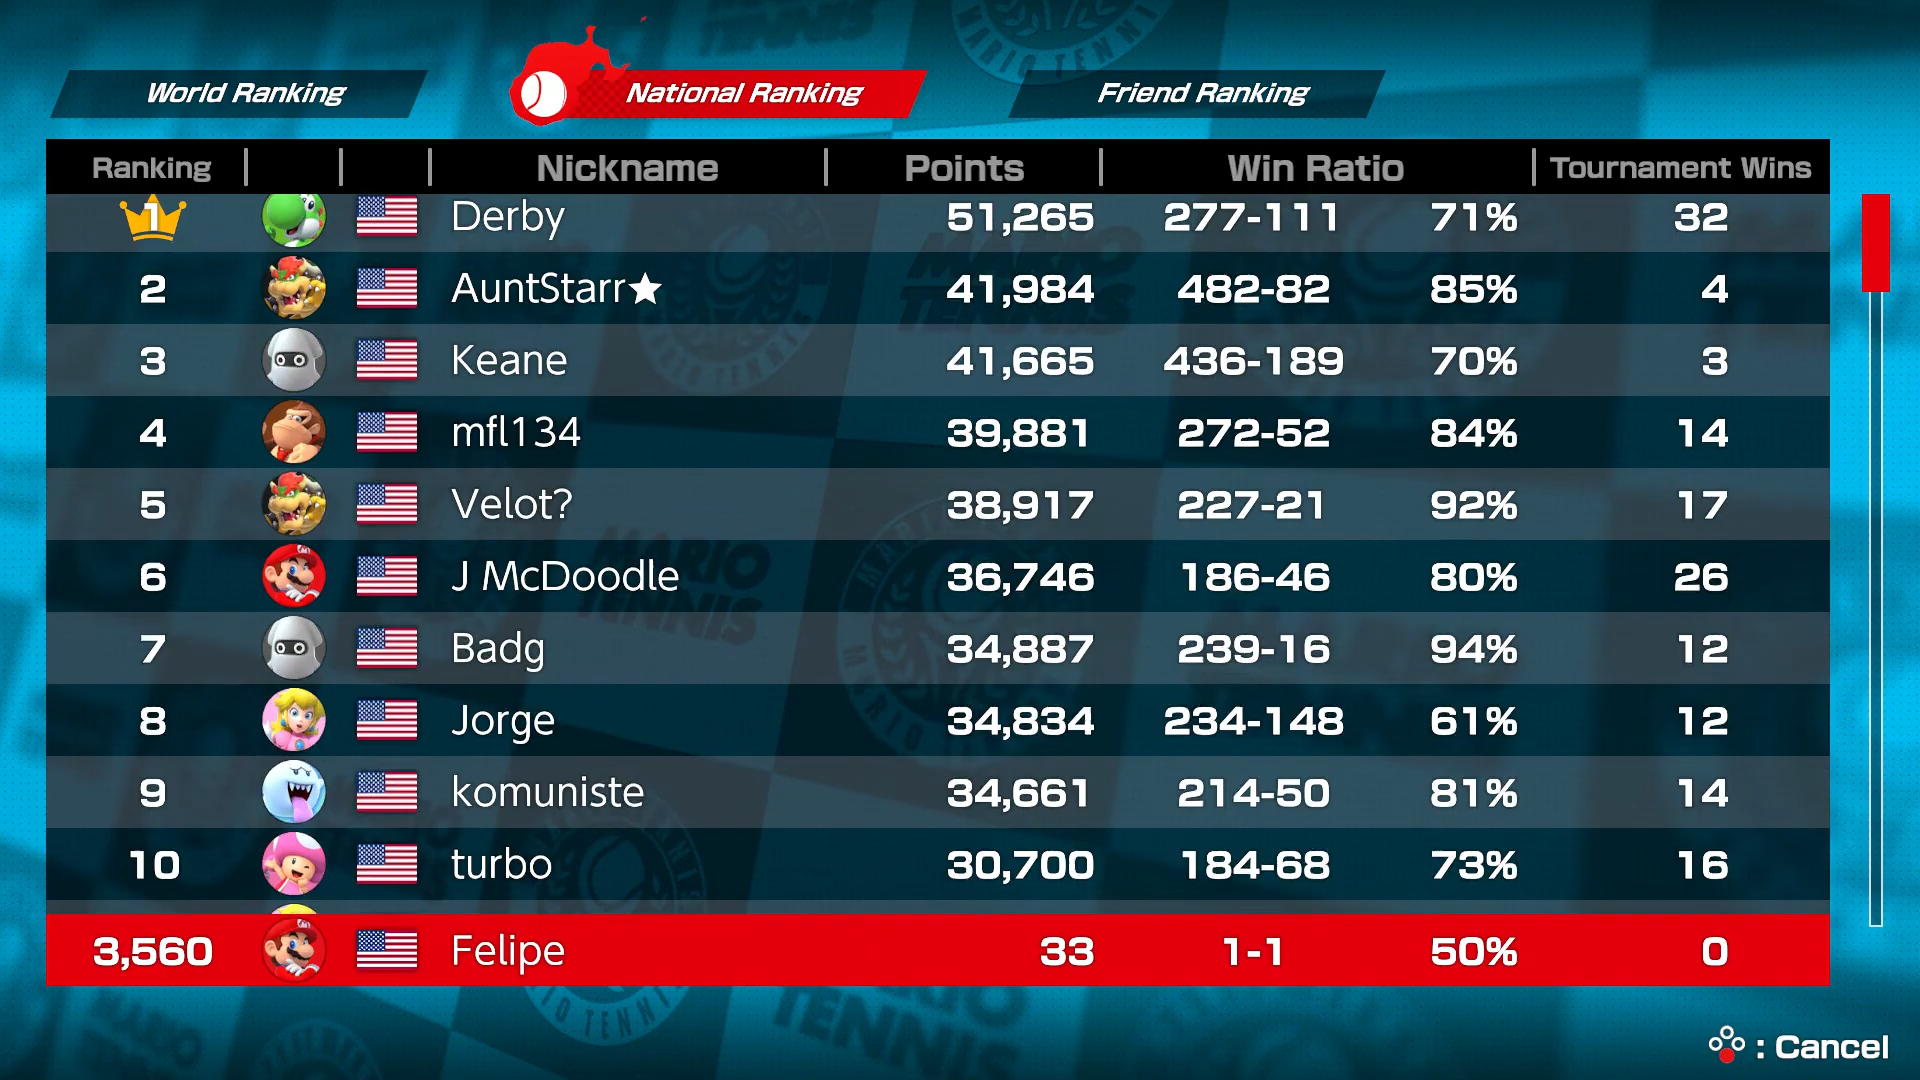 World Ranking National Ranking Friend Ranking
Ranking Nickname Points Win Ratio Tournament Wins
1 Derby 51,265 277-111 71% 32
2 AuntStarr★ 41,984 482-82 85% 4
3 Keane 41,665 436-189 70% 3
4 mfl134 39,881 272-52 84% 14
5 Velot? 38,917 227-21 92% 17
6 J McDoodle 36,746 186-46 80% 26
7 Badg 34,887 239-16 94% 12
8 Jorge 34,834 234-148 61% 12
9 komuniste 34,661 214-50 81% 14
10 turbo 30,700 184-68 73% 16
3,560 Felipe 33 1-1 50% 0
: Cancel